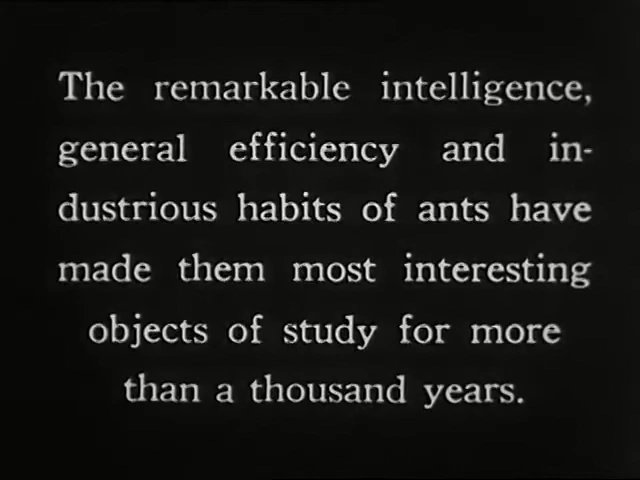 The remarkable intelligence,
general efficiency and in-
dustrious habits of ants have
made them most interesting
objects of study for more
than a thousand years.